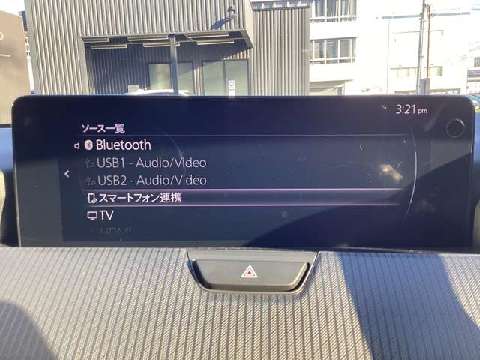 3:21 pm
ソース一覧
Bluetooth
USB1 - Audio/Video
USB2 - Audio/Video
スマートフォン連携
TV